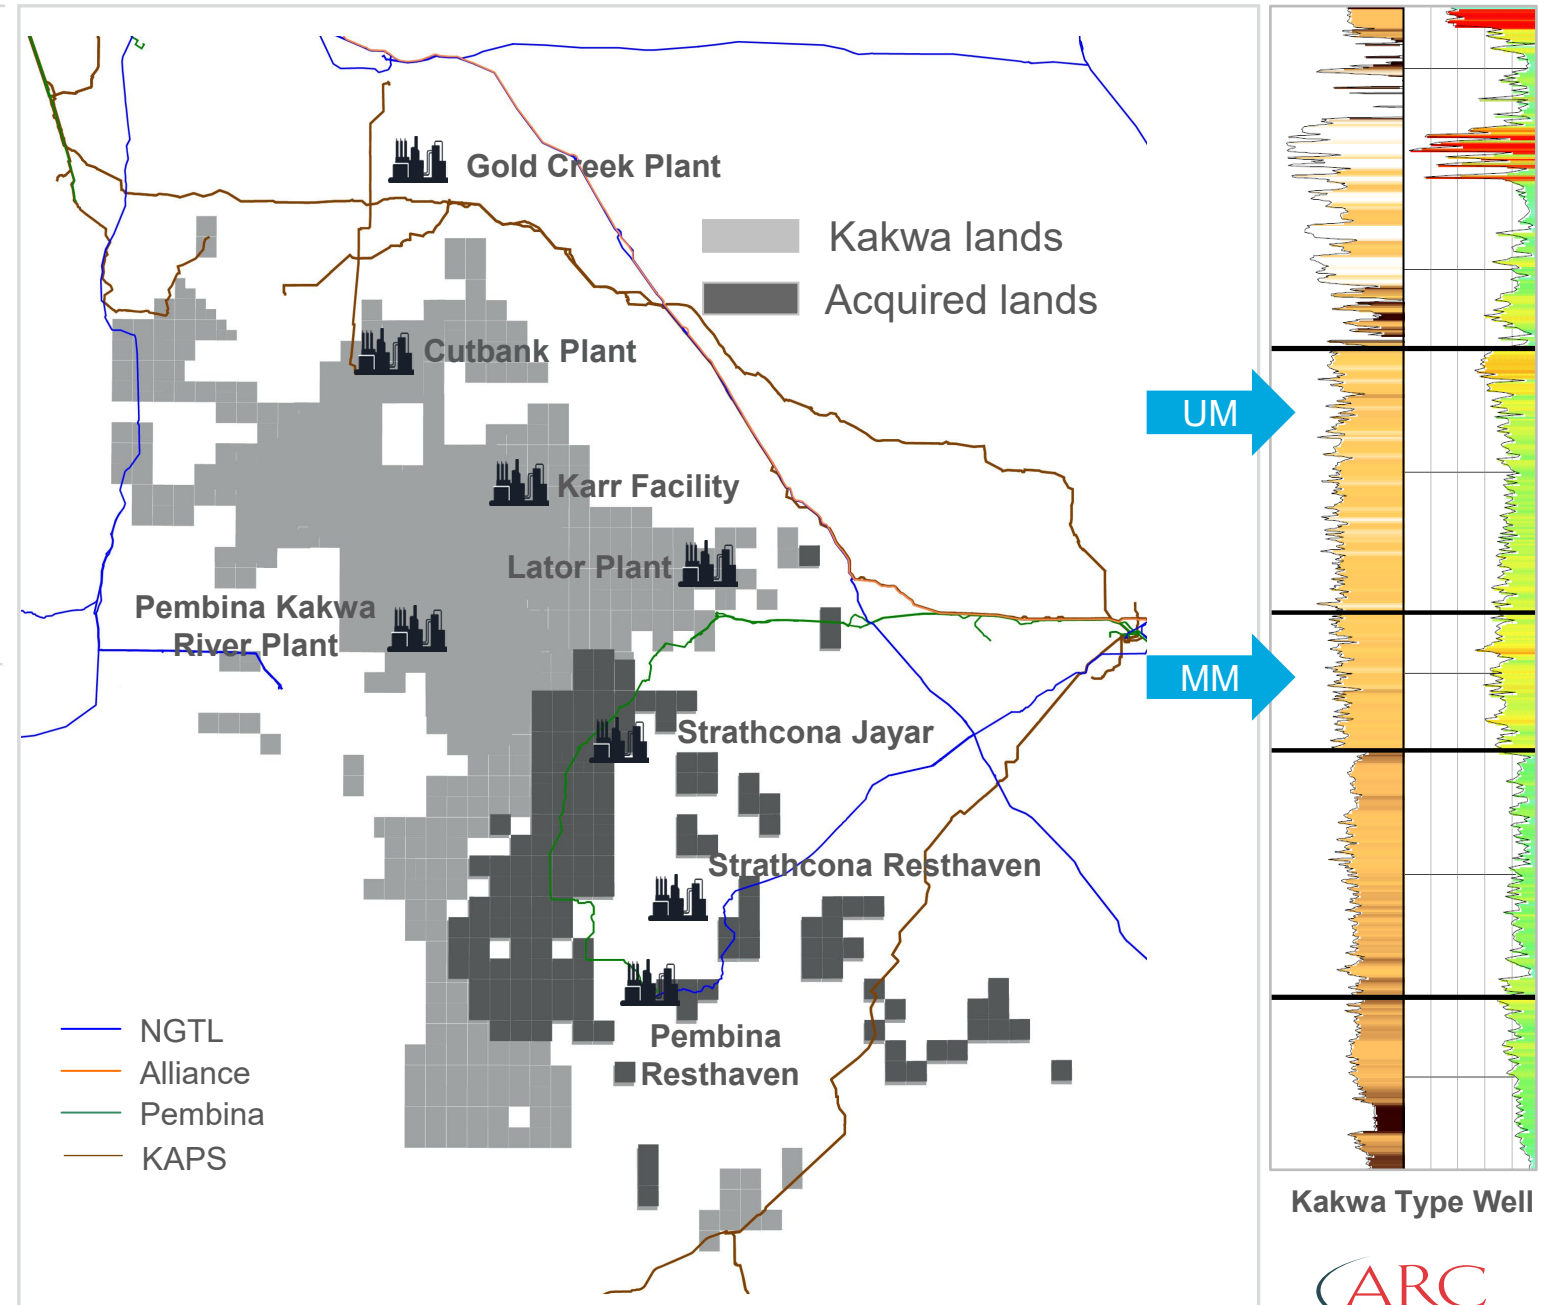 Gold Creek Plant
Kakwa lands
Acquired lands
Cutbank Plant
UM
Karr Facility
Lator Plant
Pembina Kakwa
River Plant
MM
Strathcona Jayar
Strathcona Resthaven
Pembina
Resthaven
NGTL
Alliance
Pembina
KAPS
Kakwa Type Well
ARC